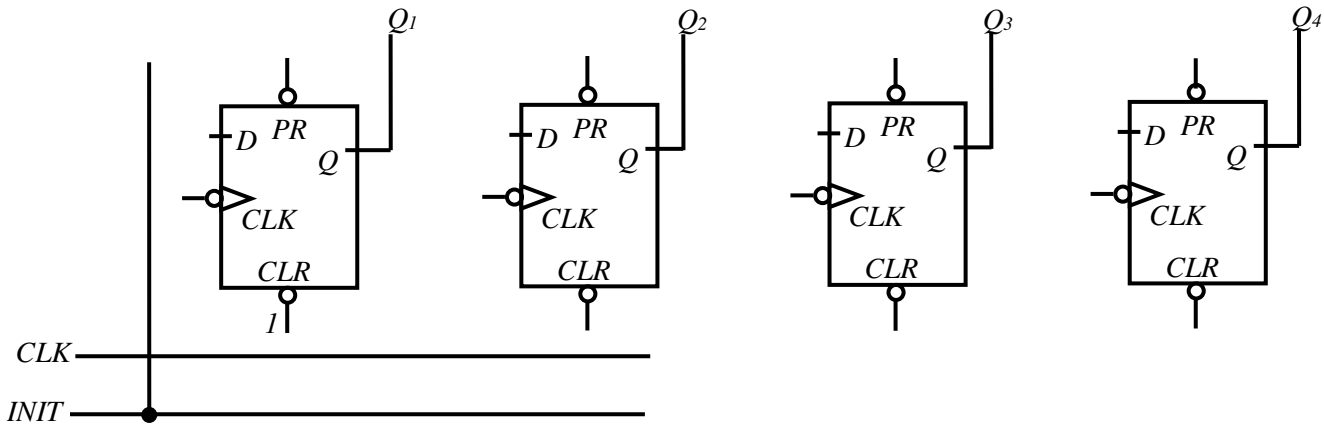 Q1 Q2 Q3 Q4
PR PR PR PR
D D D D
Q Q Q Q
CLK CLK CLK CLK
CLR CLR CLR CLR
1
CLK
INIT